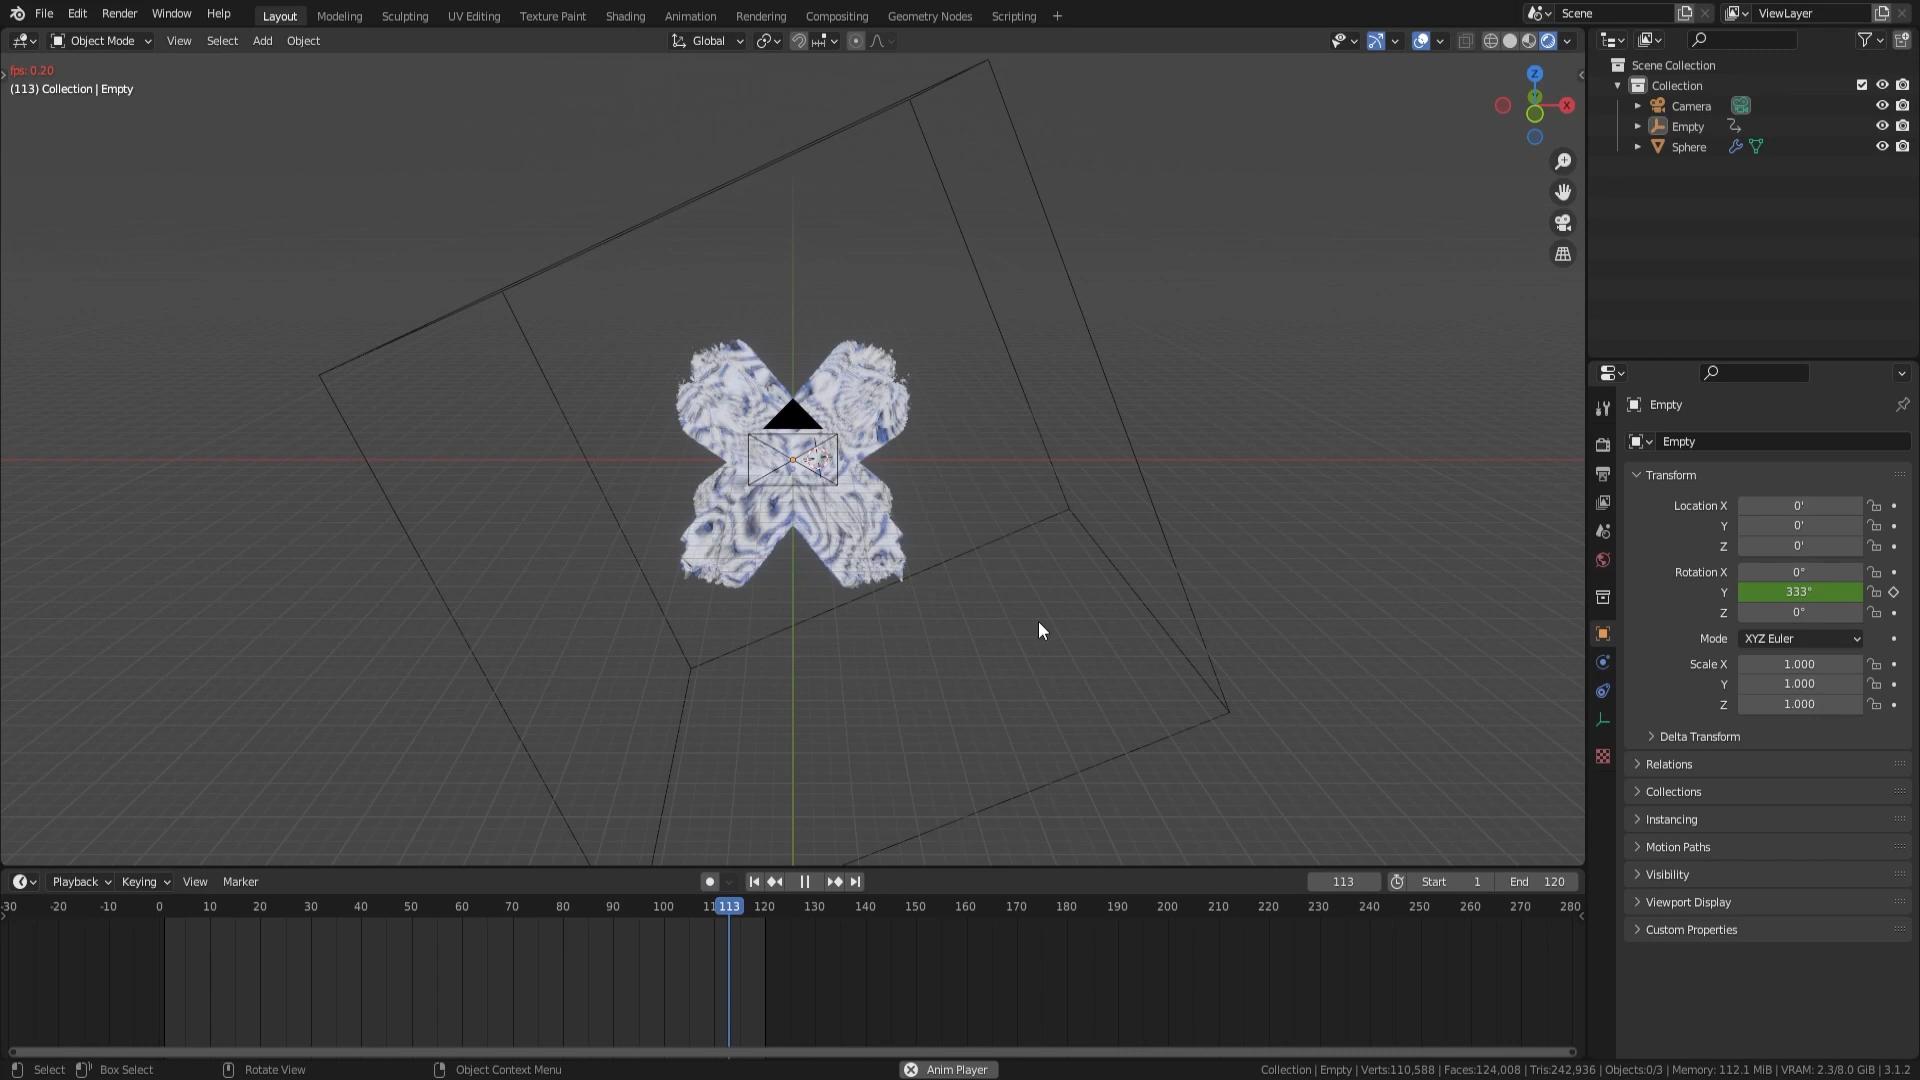 File Edit Render Window Help Layout Modeling Sculpting UV Editing Texture Paint Shading Animation Rendering Compositing Geometry Nodes Scripting + Scene ViewLayer
Object Mode View Select Add Object Global
fps: 0.20
(113) Collection | Empty
Z
X
Scene Collection
Collection
Camera
Empty
Sphere
Empty
Empty
Transform
Location X 0'
Y 0'
Z 0'
Rotation X 0°
Y 333°
Z 0°
Mode XYZ Euler
Scale X 1.000
Y 1.000
Z 1.000
Delta Transform
Relations
Collections
Instancing
Motion Paths
Visibility
Viewport Display
Custom Properties
Playback Keying View Marker 113 Start 1 End 120
-30 -20 -10 0 10 20 30 40 50 60 70 80 90 100 11 113 120 130 140 150 160 170 180 190 200 210 220 230 240 250 260 270 280
Select Box Select Rotate View Object Context Menu Anim Player Collection | Empty | Verts:110,588 | Faces:124,008 | Tris:242,936 | Objects:0/3 | Memory: 112.1 MiB | VRAM: 2.3/8.0 GiB | 3.1.2